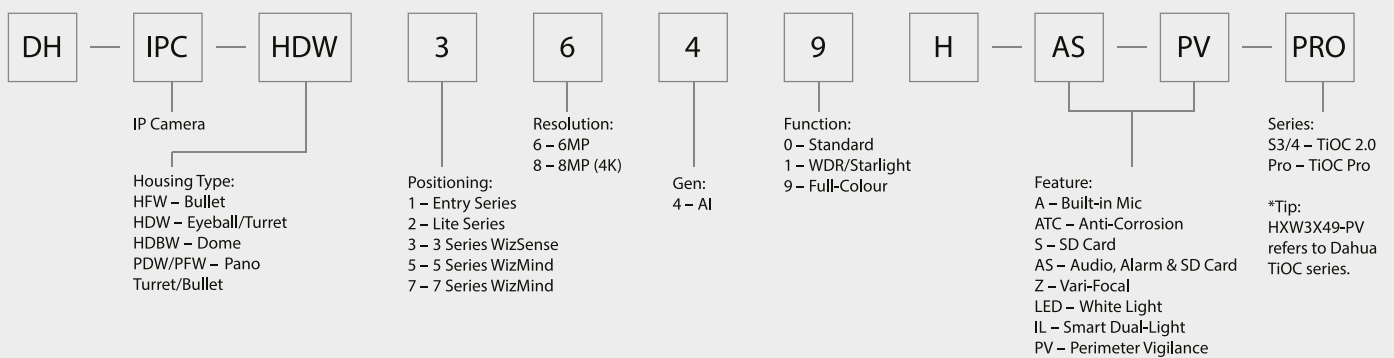 DH — IPC — HDW 3 6 4 9 H — AS — PV — PRO
IP Camera
Housing Type:
HFW – Bullet
HDW – Eyeball/Turret
HDBW – Dome
PDW/PFW – Pano
Turret/Bullet
Positioning:
1 – Entry Series
2 – Lite Series
3 – 3 Series WizSense
5 – 5 Series WizMind
7 – 7 Series WizMind
Resolution:
6 – 6MP
8 – 8MP (4K)
Gen:
4 – AI
Function:
0 – Standard
1 – WDR/Starlight
9 – Full-Colour
Feature:
A – Built-in Mic
ATC – Anti-Corrosion
S – SD Card
AS – Audio, Alarm & SD Card
Z – Vari-Focal
LED – White Light
IL – Smart Dual-Light
PV – Perimeter Vigilance
Series:
S3/4 – TiOC 2.0
Pro – TiOC Pro
*Tip:
HXW3X49-PV
refers to Dahua
TiOC series.